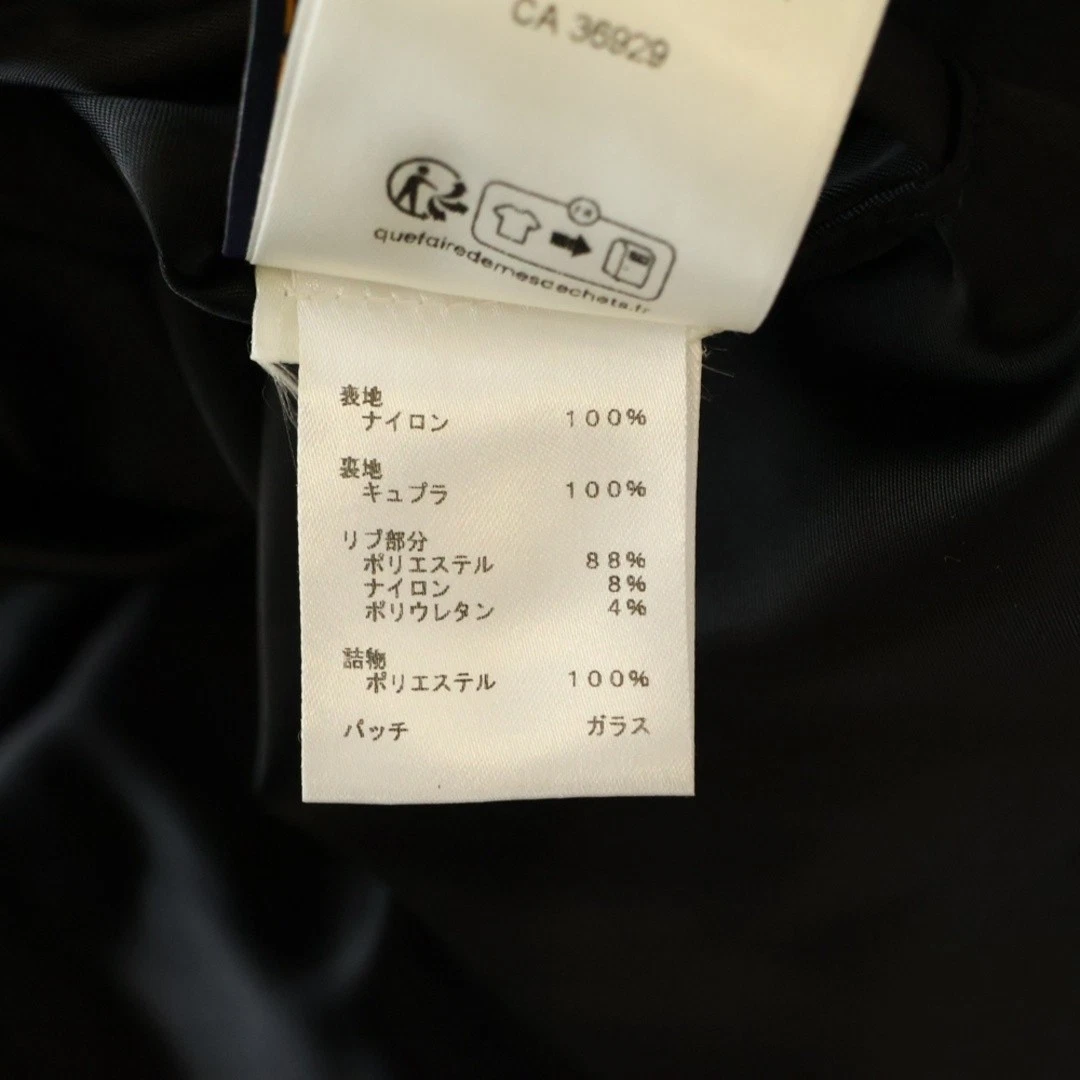 CA 36929
FR
quefairedemesdechets.fr
表地
ナイロン 100%
裏地
キュプラ 100%
リブ部分
ポリエステル 88%
ナイロン 8%
ポリウレタン 4%
詰物
ポリエステル 100%
パッチ ガラス